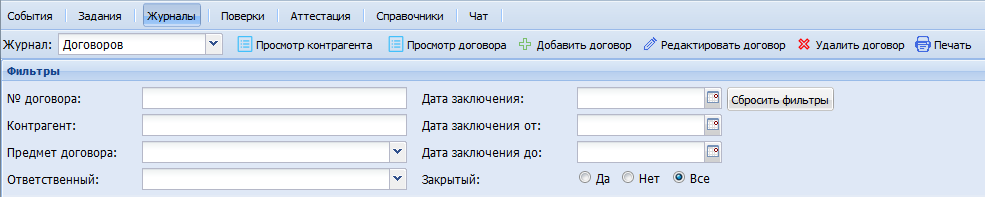 События Задания Журналы Поверки Аттестация Справочники Чат
Журнал: Договоров Просмотр контрагента Просмотр договора Добавить договор Редактировать договор Удалить договор Печать
Фильтры
№ договора: Дата заключения: Сбросить фильтры
Контрагент: Дата заключения от:
Предмет договора: Дата заключения до:
Ответственный: Закрытый: Да Нет Все